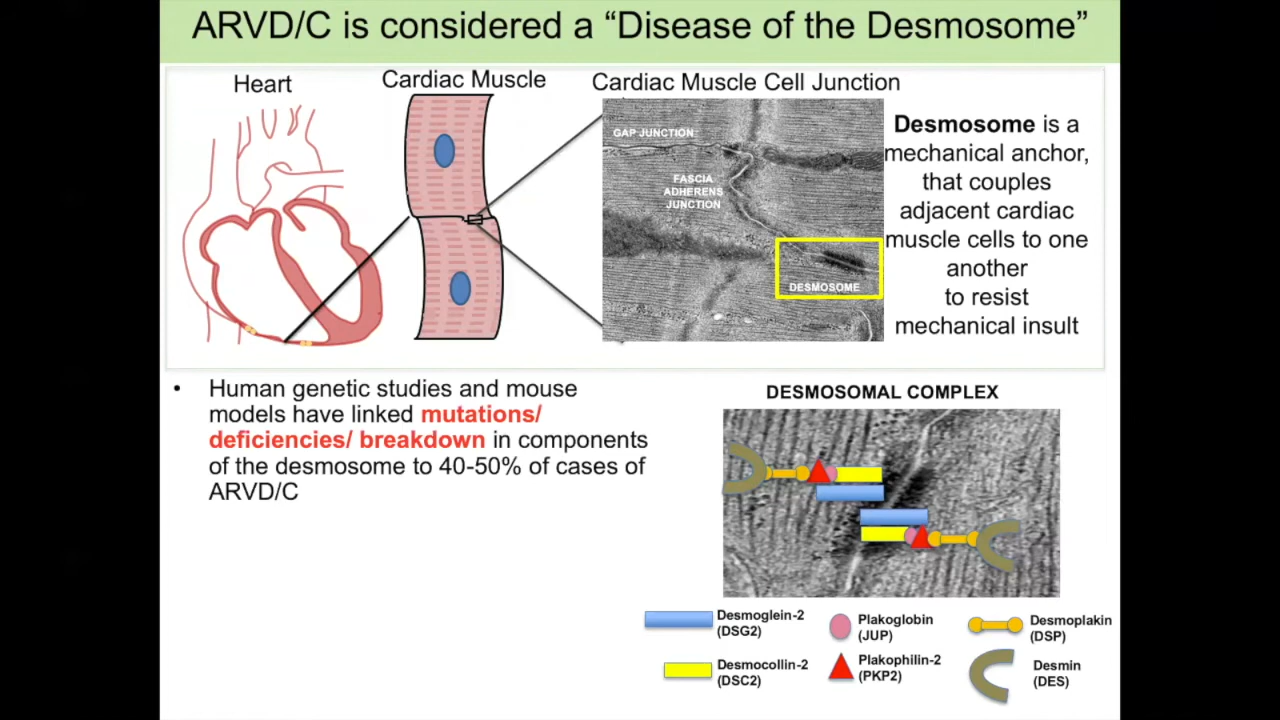 ARVD/C is considered a “Disease of the Desmosome”
Heart
Cardiac Muscle
Cardiac Muscle Cell Junction
GAP JUNCTION
FASCIA
ADHERENS
JUNCTION
DESMOSOME
Desmosome is a
mechanical anchor,
that couples
adjacent cardiac
muscle cells to one
another
to resist
mechanical insult
• Human genetic studies and mouse
models have linked mutations/
deficiencies/ breakdown in components
of the desmosome to 40-50% of cases of
ARVD/C
DESMOSOMAL COMPLEX
Desmoglein-2
(DSG2)
Plakoglobin
(JUP)
Desmoplakin
(DSP)
Desmocollin-2
(DSC2)
Plakophilin-2
(PKP2)
Desmin
(DES)